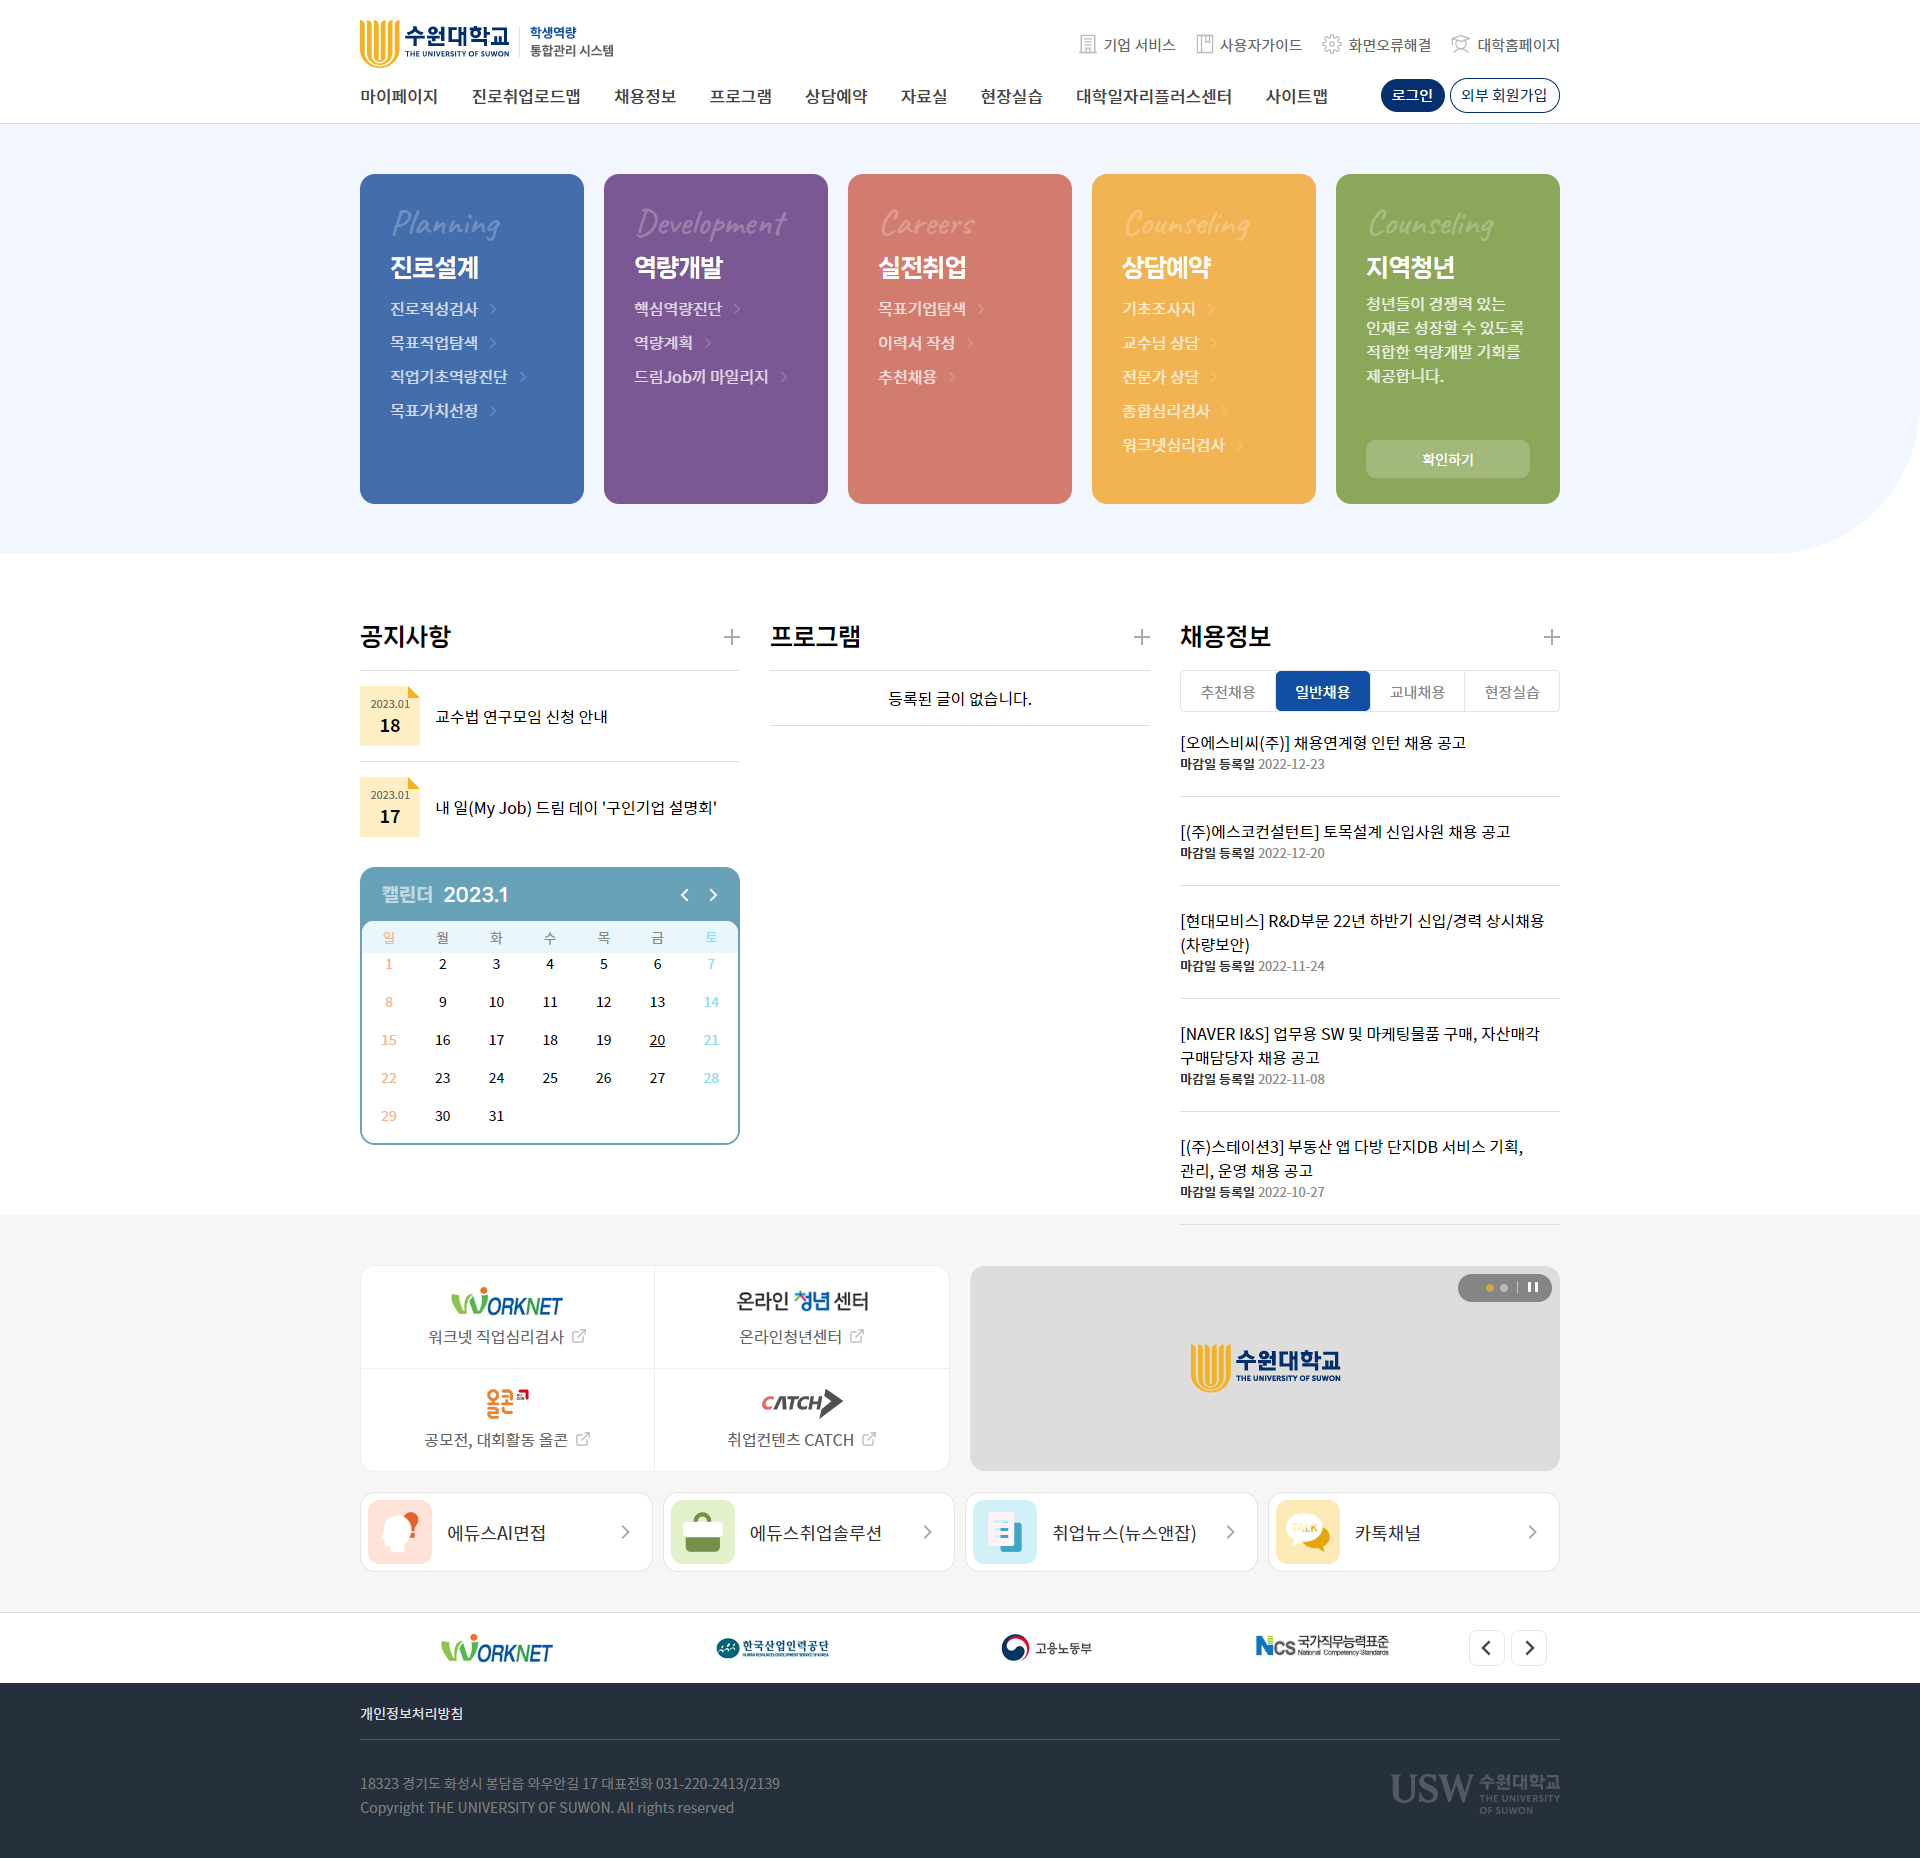 수원대학교
THE UNIVERSITY OF SUWON
학생역량
통합관리 시스템
기업 서비스 사용자가이드 화면오류해결 대학홈페이지
마이페이지 진로취업로드맵 채용정보 프로그램 상담예약 자료실 현장실습 대학일자리플러스센터 사이트맵 로그인 외부 회원가입
Planning
진로설계
진로적성검사
목표직업탐색
직업기초역량진단
목표가치선정
Development
역량개발
핵심역량진단
역량계획
드림Job끼 마일리지
Careers
실전취업
목표기업탐색
이력서 작성
추천채용
Counseling
상담예약
기초조사지
교수님 상담
전문가 상담
종합심리검사
워크넷심리검사
Counseling
지역청년
청년들이 경쟁력 있는
인재로 성장할 수 있도록
적합한 역량개발 기회를
제공합니다.
확인하기
공지사항
2023.01
18
교수법 연구모임 신청 안내
2023.01
17
내 일(My Job) 드림 데이 '구인기업 설명회'
캘린더 2023.1
일 월 화 수 목 금 토
1 2 3 4 5 6 7
8 9 10 11 12 13 14
15 16 17 18 19 20 21
22 23 24 25 26 27 28
29 30 31
프로그램
등록된 글이 없습니다.
채용정보
추천채용 일반채용 교내채용 현장실습
[오에스비씨(주)] 채용연계형 인턴 채용 공고
마감일 등록일 2022-12-23
[(주)에스코컨설턴트] 토목설계 신입사원 채용 공고
마감일 등록일 2022-12-20
[현대모비스] R&D부문 22년 하반기 신입/경력 상시채용
(차량보안)
마감일 등록일 2022-11-24
[NAVER I&S] 업무용 SW 및 마케팅물품 구매, 자산매각
구매담당자 채용 공고
마감일 등록일 2022-11-08
[(주)스테이션3] 부동산 앱 다방 단지DB 서비스 기획,
관리, 운영 채용 공고
마감일 등록일 2022-10-27
WORKNET
워크넷 직업심리검사
온라인 청년 센터
온라인청년센터
올콘
공모전, 대회활동 올콘
CATCH
취업컨텐츠 CATCH
수원대학교
THE UNIVERSITY OF SUWON
에듀스AI면접
에듀스취업솔루션
취업뉴스(뉴스앤잡)
TALK
카톡채널
WORKNET
한국산업인력공단
HUMAN RESOURCES DEVELOPMENT SERVICE OF KOREA
고용노동부
NCS 국가직무능력표준
National Competency Standards
개인정보처리방침
18323 경기도 화성시 봉담읍 와우안길 17 대표전화 031-220-2413/2139
Copyright THE UNIVERSITY OF SUWON. All rights reserved
USW 수원대학교
THE UNIVERSITY
OF SUWON